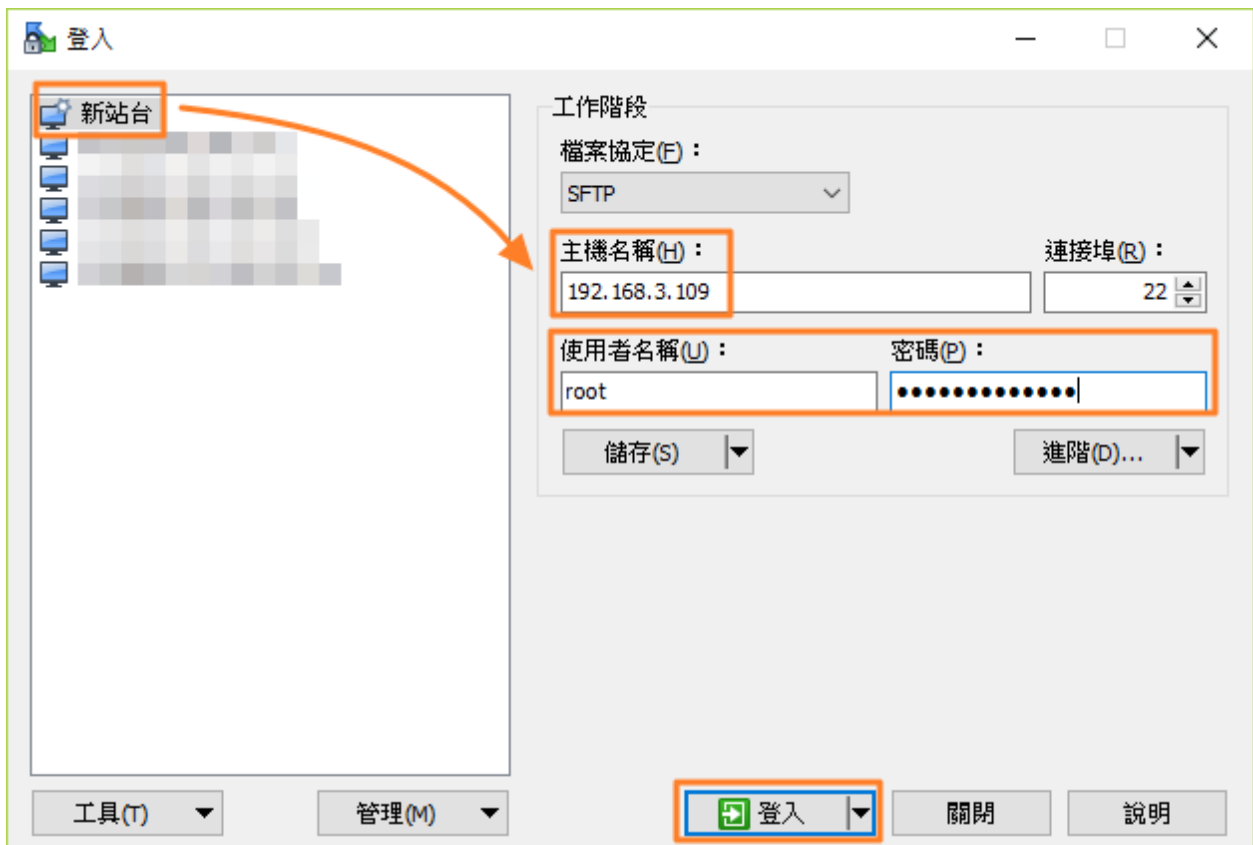 登入
新站台
工作階段
檔案協定(F)：
SFTP
主機名稱(H)：
連接埠(R)：
192.168.3.109
22
使用者名稱(U)：
密碼(P)：
root
●●●●●●●●●●●●●
儲存(S)
進階(D)...
工具(T)
管理(M)
登入
關閉
說明